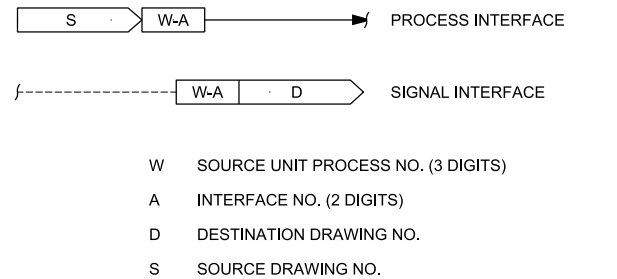 S W-A PROCESS INTERFACE
W-A D SIGNAL INTERFACE
W SOURCE UNIT PROCESS NO. (3 DIGITS)
A INTERFACE NO. (2 DIGITS)
D DESTINATION DRAWING NO.
S SOURCE DRAWING NO.